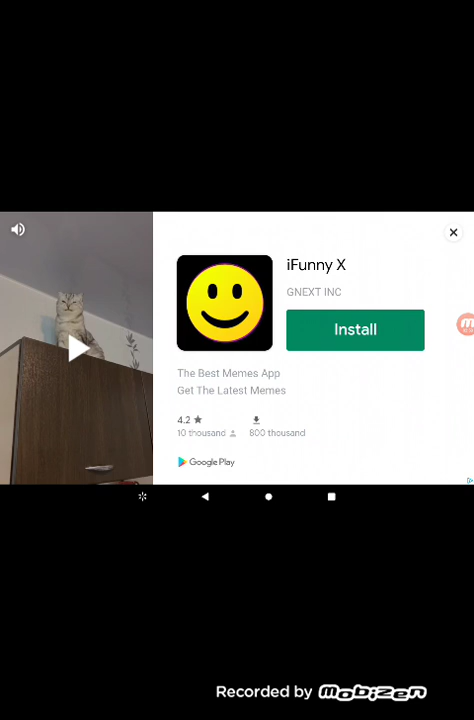 iFunny X
GNEXT INC
Install
The Best Memes App
Get The Latest Memes
4.2 ★
10 thousand
800 thousand
Google Play
Recorded by Mobizen